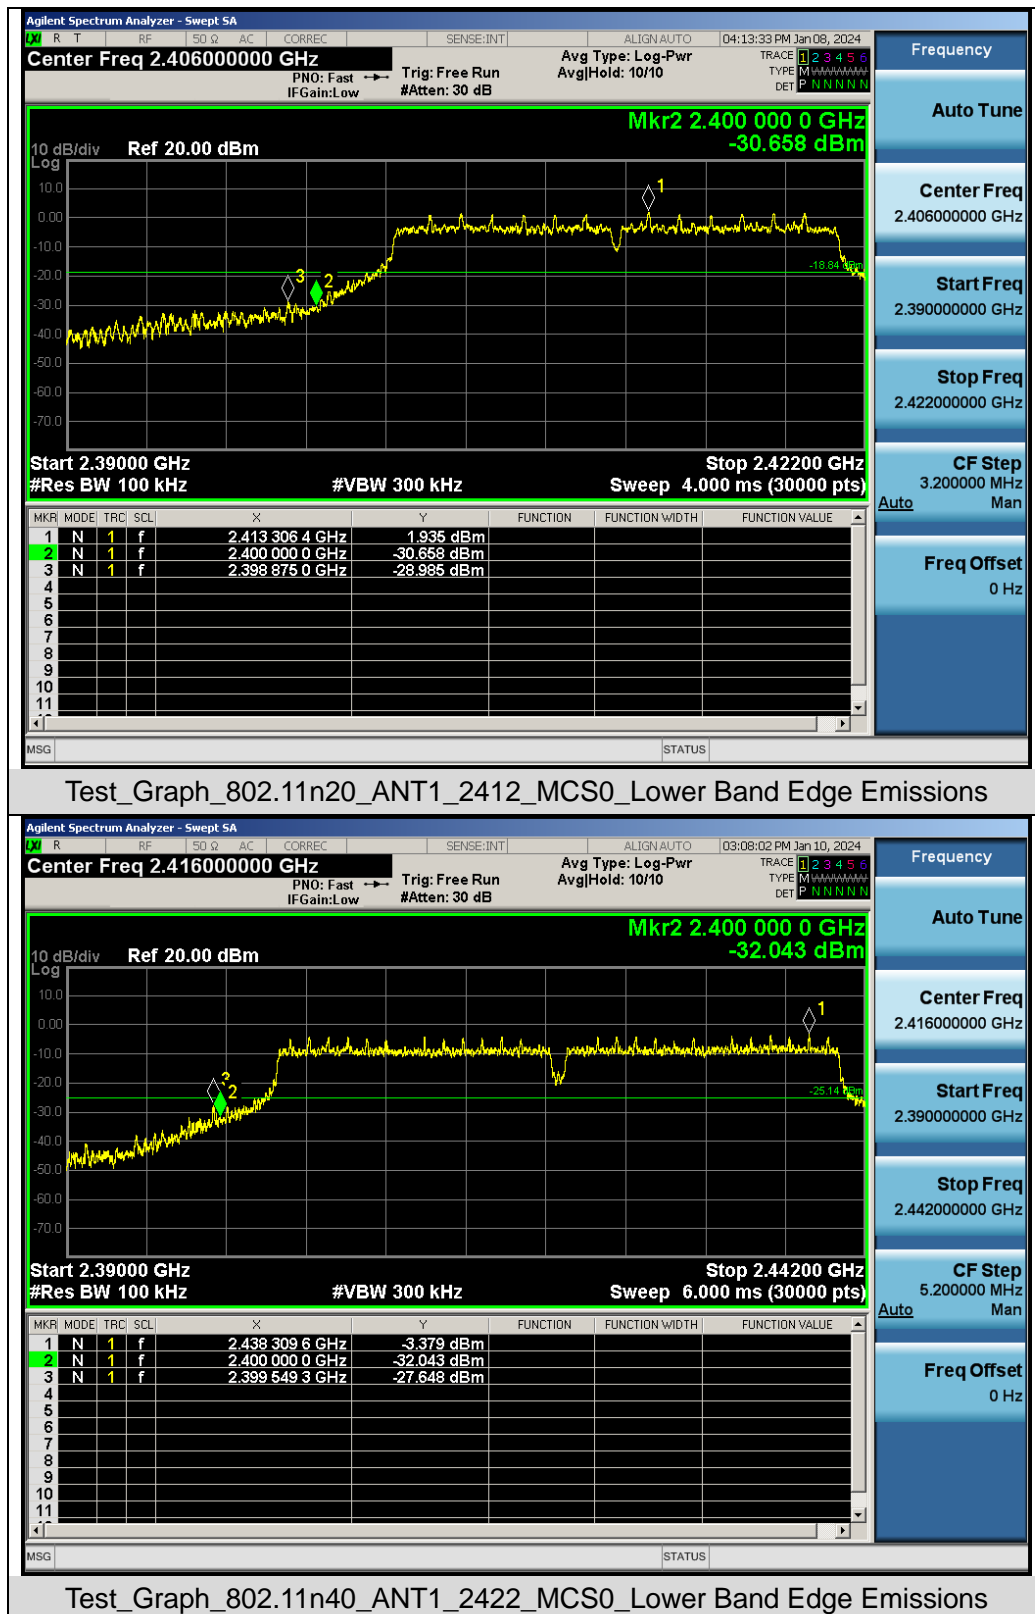 Agilent Spectrum Analyzer - Swept SA
LXI R T RF 50 Ω AC CORREC SENSE:INT ALIGN AUTO 04:13:33 PM Jan 08, 2024
Center Freq 2.406000000 GHz
PNO: Fast
IFGain:Low
Trig: Free Run
#Atten: 30 dB
Avg Type: Log-Pwr
Avg|Hold: 10/10
TRACE 1 2 3 4 5 6
TYPE M
DET P N N N N N
Mkr2 2.400 000 0 GHz
-30.658 dBm
10 dB/div Ref 20.00 dBm
Log
10.0
0.00
-10.0
-20.0
-30.0
-40.0
-50.0
-60.0
-70.0
1
3
2
-18.84 dBm
Start 2.39000 GHz Stop 2.42200 GHz
#Res BW 100 kHz #VBW 300 kHz Sweep 4.000 ms (30000 pts)
MKR MODE TRC SCL X Y FUNCTION FUNCTION WIDTH FUNCTION VALUE
1 N 1 f 2.413 306 4 GHz 1.935 dBm
2 N 1 f 2.400 000 0 GHz -30.658 dBm
3 N 1 f 2.398 875 0 GHz -28.985 dBm
4
5
6
7
8
9
10
11
MSG STATUS
Frequency
Auto Tune
Center Freq
2.406000000 GHz
Start Freq
2.390000000 GHz
Stop Freq
2.422000000 GHz
CF Step
3.200000 MHz
Auto Man
Freq Offset
0 Hz
Test_Graph_802.11n20_ANT1_2412_MCS0_Lower Band Edge Emissions
Agilent Spectrum Analyzer - Swept SA
LXI R RF 50 Ω AC CORREC SENSE:INT ALIGN AUTO 03:08:02 PM Jan 10, 2024
Center Freq 2.416000000 GHz
PNO: Fast
IFGain:Low
Trig: Free Run
#Atten: 30 dB
Avg Type: Log-Pwr
Avg|Hold: 10/10
TRACE 1 2 3 4 5 6
TYPE M
DET P N N N N N
Mkr2 2.400 000 0 GHz
-32.043 dBm
10 dB/div Ref 20.00 dBm
Log
10.0
0.00
-10.0
-20.0
-30.0
-40.0
-50.0
-60.0
-70.0
1
3
2
-25.14 dBm
Start 2.39000 GHz Stop 2.44200 GHz
#Res BW 100 kHz #VBW 300 kHz Sweep 6.000 ms (30000 pts)
MKR MODE TRC SCL X Y FUNCTION FUNCTION WIDTH FUNCTION VALUE
1 N 1 f 2.438 309 6 GHz -3.379 dBm
2 N 1 f 2.400 000 0 GHz -32.043 dBm
3 N 1 f 2.399 549 3 GHz -27.648 dBm
4
5
6
7
8
9
10
11
MSG STATUS
Frequency
Auto Tune
Center Freq
2.416000000 GHz
Start Freq
2.390000000 GHz
Stop Freq
2.442000000 GHz
CF Step
5.200000 MHz
Auto Man
Freq Offset
0 Hz
Test_Graph_802.11n40_ANT1_2422_MCS0_Lower Band Edge Emissions